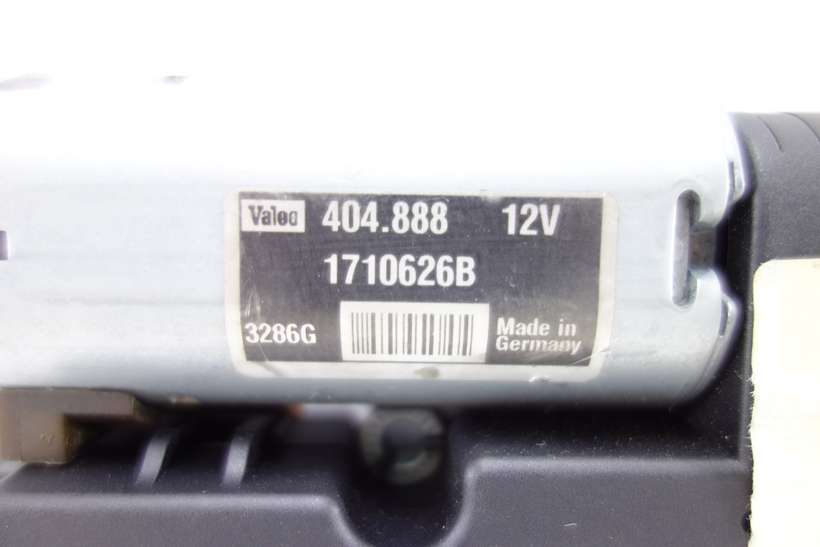 Valeo 404.888 12V
1710626B
3286G Made in
Germany